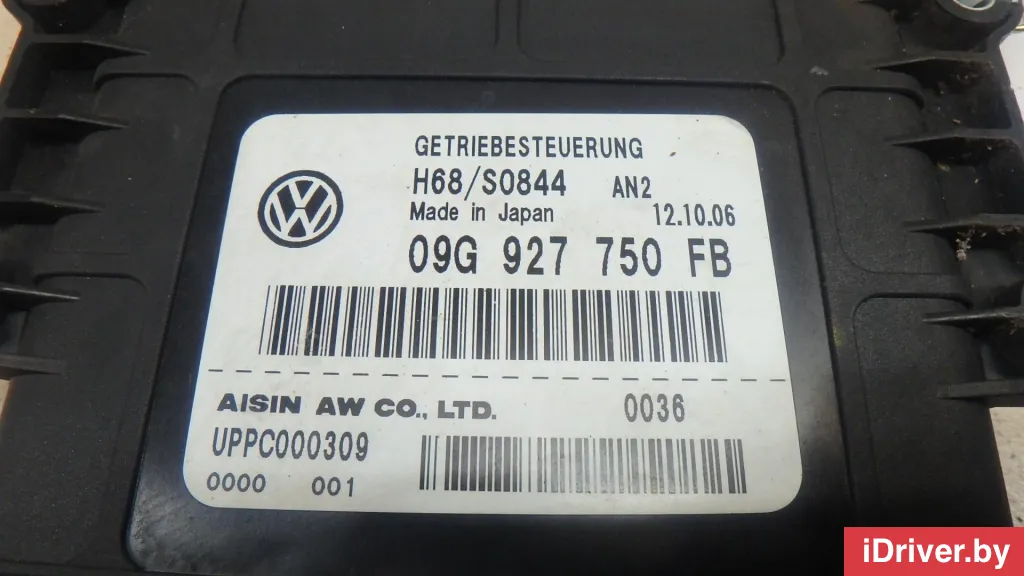 GETRIEBESTEUERUNG
H68/S0844 AN2
Made in Japan 12.10.06
09G 927 750 FB
AISIN AW CO., LTD. 0036
UPPC000309
0000 001
iDriver.by